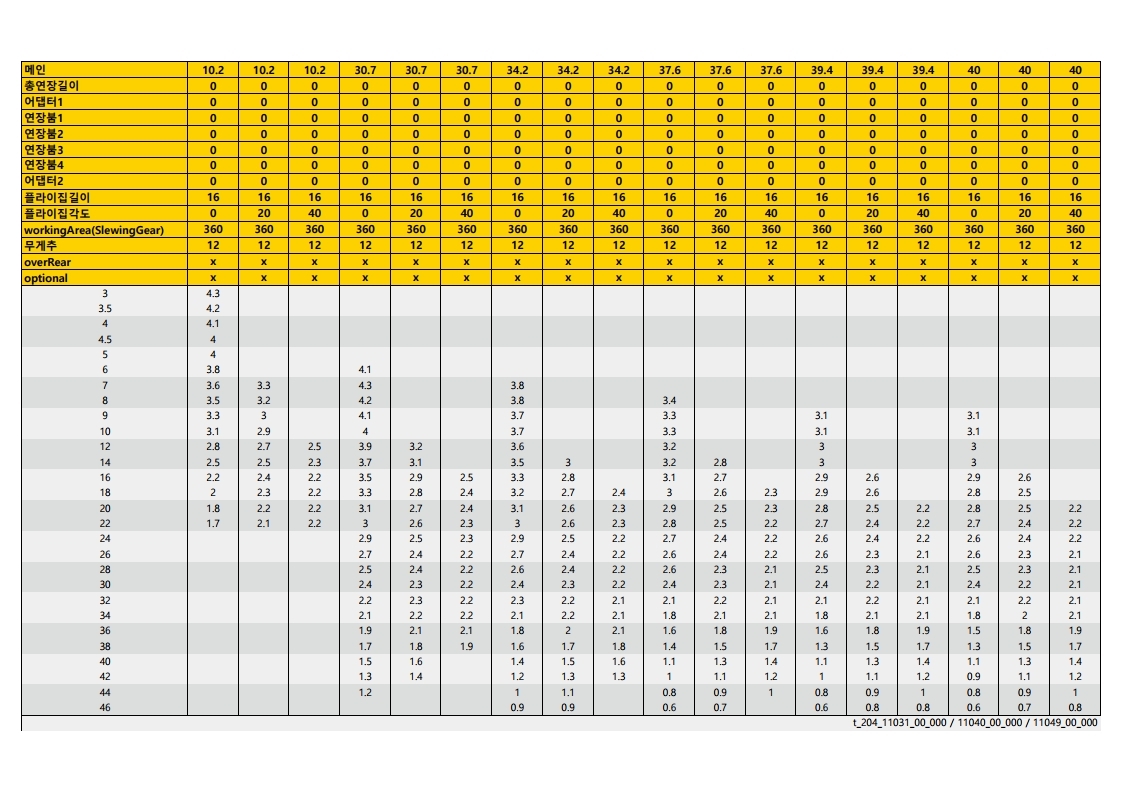 메인 10.2 10.2 10.2 30.7 30.7 30.7 34.2 34.2 34.2 37.6 37.6 37.6 39.4 39.4 39.4 40 40 40
총연장길이 0 0 0 0 0 0 0 0 0 0 0 0 0 0 0 0 0 0
어댑터1 0 0 0 0 0 0 0 0 0 0 0 0 0 0 0 0 0 0
연장붐1 0 0 0 0 0 0 0 0 0 0 0 0 0 0 0 0 0 0
연장붐2 0 0 0 0 0 0 0 0 0 0 0 0 0 0 0 0 0 0
연장붐3 0 0 0 0 0 0 0 0 0 0 0 0 0 0 0 0 0 0
연장붐4 0 0 0 0 0 0 0 0 0 0 0 0 0 0 0 0 0 0
어댑터2 0 0 0 0 0 0 0 0 0 0 0 0 0 0 0 0 0 0
플라이집길이 16 16 16 16 16 16 16 16 16 16 16 16 16 16 16 16 16 16
플라이집각도 0 20 40 0 20 40 0 20 40 0 20 40 0 20 40 0 20 40
workingArea(SlewingGear) 360 360 360 360 360 360 360 360 360 360 360 360 360 360 360 360 360 360
무게추 12 12 12 12 12 12 12 12 12 12 12 12 12 12 12 12 12 12
overRear x x x x x x x x x x x x x x x x x x
optional x x x x x x x x x x x x x x x x x x
3 4.3
3.5 4.2
4 4.1
4.5 4
5 4
6 3.8 4.1
7 3.6 3.3 4.3 3.8
8 3.5 3.2 4.2 3.8 3.4
9 3.3 3 4.1 3.7 3.3 3.1 3.1
10 3.1 2.9 4 3.7 3.3 3.1 3.1
12 2.8 2.7 2.5 3.9 3.2 3.6 3.2 3 3
14 2.5 2.5 2.3 3.7 3.1 3.5 3 3.2 2.8 3 3
16 2.2 2.4 2.2 3.5 2.9 2.5 3.3 2.8 3.1 2.7 2.9 2.6 2.9 2.6
18 2 2.3 2.2 3.3 2.8 2.4 3.2 2.7 2.4 3 2.6 2.3 2.9 2.6 2.8 2.5
20 1.8 2.2 2.2 3.1 2.7 2.4 3.1 2.6 2.3 2.9 2.5 2.3 2.8 2.5 2.2 2.8 2.5 2.2
22 1.7 2.1 2.2 3 2.6 2.3 3 2.6 2.3 2.8 2.5 2.2 2.7 2.4 2.2 2.7 2.4 2.2
24 2.9 2.5 2.3 2.9 2.5 2.2 2.7 2.4 2.2 2.6 2.4 2.2 2.6 2.4 2.2
26 2.7 2.4 2.2 2.7 2.4 2.2 2.6 2.4 2.2 2.6 2.3 2.1 2.6 2.3 2.1
28 2.5 2.4 2.2 2.6 2.4 2.2 2.6 2.3 2.1 2.5 2.3 2.1 2.5 2.3 2.1
30 2.4 2.3 2.2 2.4 2.3 2.2 2.4 2.3 2.1 2.4 2.2 2.1 2.4 2.2 2.1
32 2.2 2.3 2.2 2.3 2.2 2.1 2.1 2.2 2.1 2.1 2.2 2.1 2.1 2.2 2.1
34 2.1 2.2 2.2 2.1 2.2 2.1 1.8 2.1 2.1 1.8 2.1 2.1 1.8 2 2.1
36 1.9 2.1 2.1 1.8 2 2.1 1.6 1.8 1.9 1.6 1.8 1.9 1.5 1.8 1.9
38 1.7 1.8 1.9 1.6 1.7 1.8 1.4 1.5 1.7 1.3 1.5 1.7 1.3 1.5 1.7
40 1.5 1.6 1.4 1.5 1.6 1.1 1.3 1.4 1.1 1.3 1.4 1.1 1.3 1.4
42 1.3 1.4 1.2 1.3 1.3 1 1.1 1.2 1 1.1 1.2 0.9 1.1 1.2
44 1.2 1 1.1 0.8 0.9 1 0.8 0.9 1 0.8 0.9 1
46 0.9 0.9 0.6 0.7 0.6 0.8 0.8 0.6 0.7 0.8
t_204_11031_00_000 / 11040_00_000 / 11049_00_000